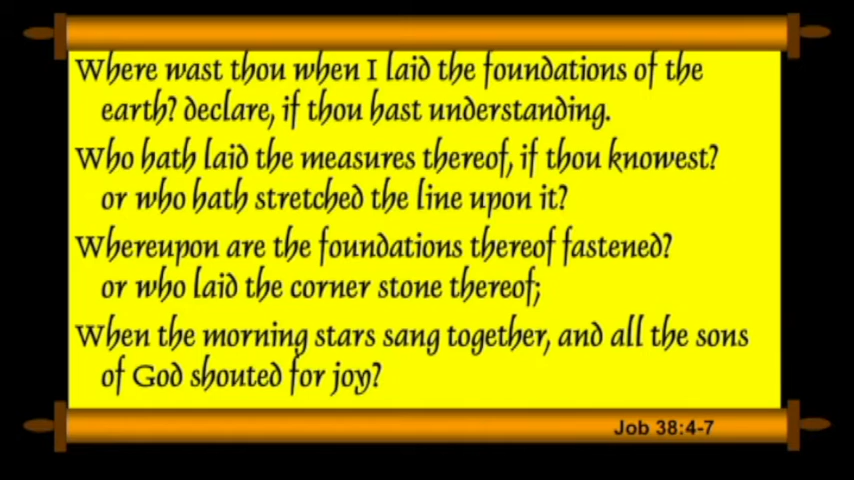 Where wast thou when I laid the foundations of the
earth? declare, if thou hast understanding.
Who hath laid the measures thereof, if thou knowest?
or who hath stretched the line upon it?
Whereupon are the foundations thereof fastened?
or who laid the corner stone thereof;
When the morning stars sang together, and all the sons
of God shouted for joy?
Job 38:4-7